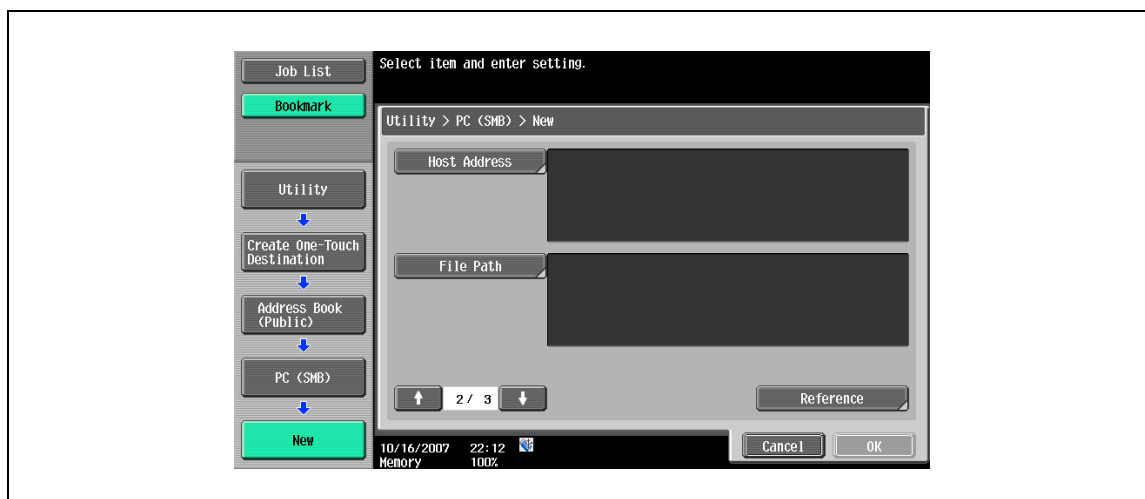 Job List
Bookmark
Utility
Create One-Touch
Destination
Address Book
(Public)
PC (SMB)
New
Select item and enter setting.
Utility > PC (SMB) > New
Host Address
File Path
2/ 3
Reference
10/16/2007 22:12
Memory 100%
Cancel
OK